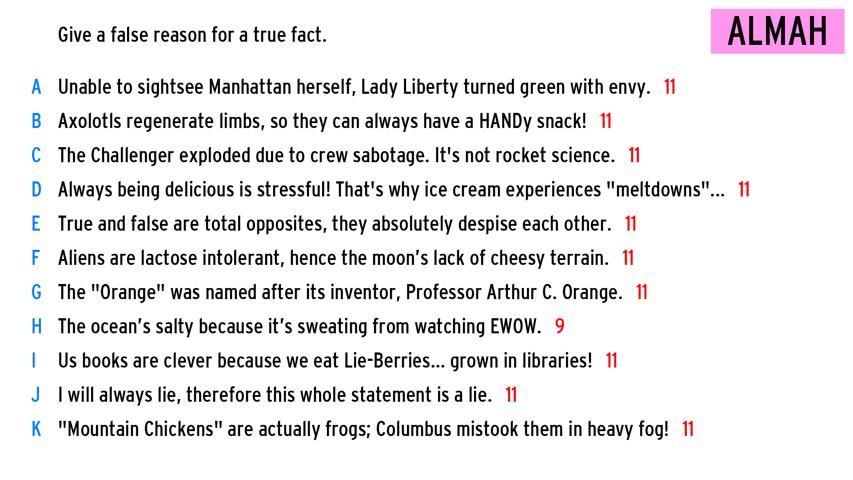 Give a false reason for a true fact.
ALMAH
A Unable to sightsee Manhattan herself, Lady Liberty turned green with envy. 11
B Axolotls regenerate limbs, so they can always have a HANDy snack! 11
C The Challenger exploded due to crew sabotage. It's not rocket science. 11
D Always being delicious is stressful! That's why ice cream experiences "meltdowns"... 11
E True and false are total opposites, they absolutely despise each other. 11
F Aliens are lactose intolerant, hence the moon’s lack of cheesy terrain. 11
G The "Orange" was named after its inventor, Professor Arthur C. Orange. 11
H The ocean’s salty because it’s sweating from watching EWOW. 9
I Us books are clever because we eat Lie-Berries... grown in libraries! 11
J I will always lie, therefore this whole statement is a lie. 11
K "Mountain Chickens" are actually frogs; Columbus mistook them in heavy fog! 11